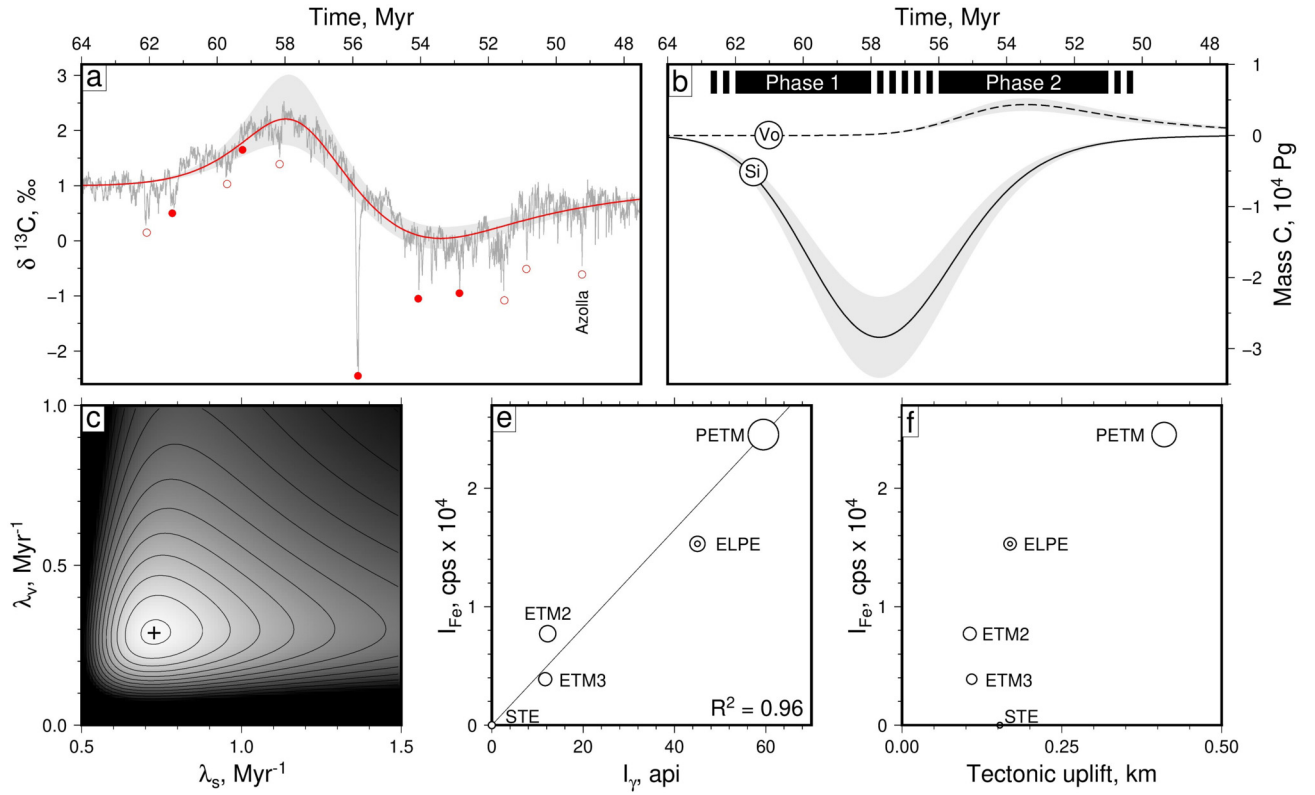 Time, Myr
64 62 60 58 56 54 52 50 48
Time, Myr
64 62 60 58 56 54 52 50 48
a
3
2
1
0
−1
−2
δ ¹³C, ‰
Azolla
b
Phase 1
Phase 2
Vo
Si
1
0
−1
−2
−3
Mass C, 10⁴ Pg
c
1.0
0.5
0.0
λᵥ, Myr⁻¹
0.5 1.0 1.5
λₛ, Myr⁻¹
e
PETM
ELPE
ETM2
ETM3
STE
R² = 0.96
2
1
0
I_Fe, cps x 10⁴
0 20 40 60
I_γ, api
f
PETM
ELPE
ETM2
ETM3
STE
2
1
0
I_Fe, cps x 10⁴
0.00 0.25 0.50
Tectonic uplift, km